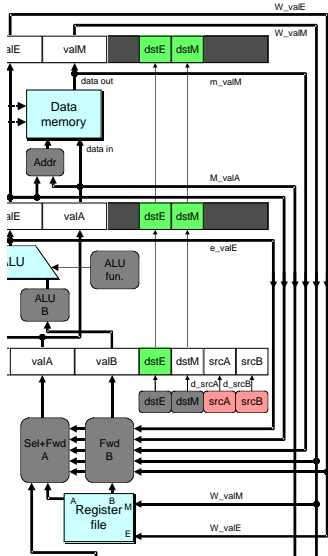 W_valE
W_valM
valE
valM
dstE
dstM
data out
m_valM
Data
memory
data in
Addr
M_valA
valE
valA
dstE
dstM
e_valE
ALU
ALU
fun.
ALU
B
valA
valB
dstE
dstM
srcA
srcB
d_srcA
d_srcB
dstE
dstM
srcA
srcB
Sel+Fwd
A
Fwd
B
A
B
W_valM
Register
file
M
E
W_valE